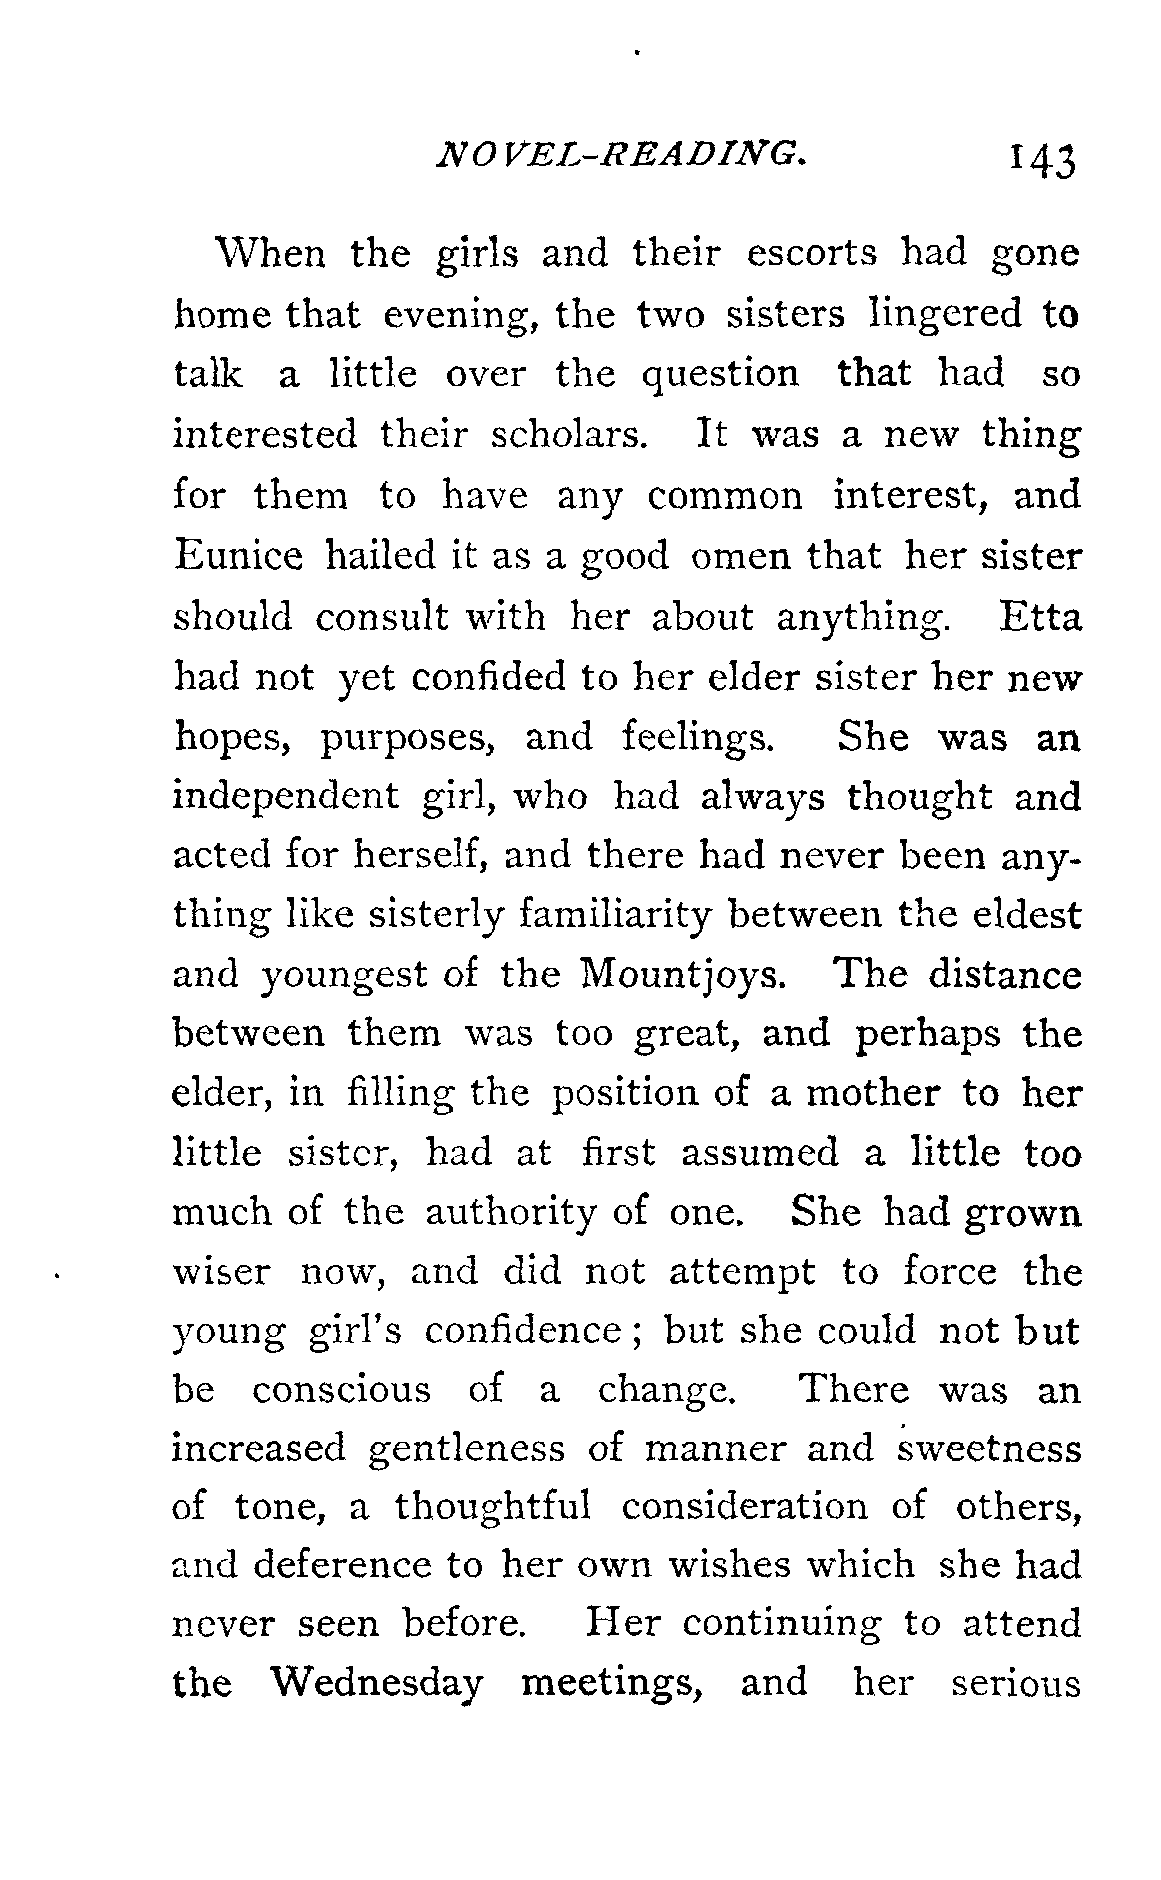 NOVEL-READING. 143
When the girls and their escorts had gone
home that evening, the two sisters lingered to
talk a little over the question that had so
interested their scholars. It was a new thing
for them to have any common interest, and
Eunice hailed it as a good omen that her sister
should consult with her about anything. Etta
had not yet confided to her elder sister her new
hopes, purposes, and feelings. She was an
independent girl, who had always thought and
acted for herself, and there had never been any-
thing like sisterly familiarity between the eldest
and youngest of the Mountjoys. The distance
between them was too great, and perhaps the
elder, in filling the position of a mother to her
little sister, had at first assumed a little too
much of the authority of one. She had grown
wiser now, and did not attempt to force the
young girl's confidence; but she could not but
be conscious of a change. There was an
increased gentleness of manner and sweetness
of tone, a thoughtful consideration of others,
and deference to her own wishes which she had
never seen before. Her continuing to attend
the Wednesday meetings, and her serious